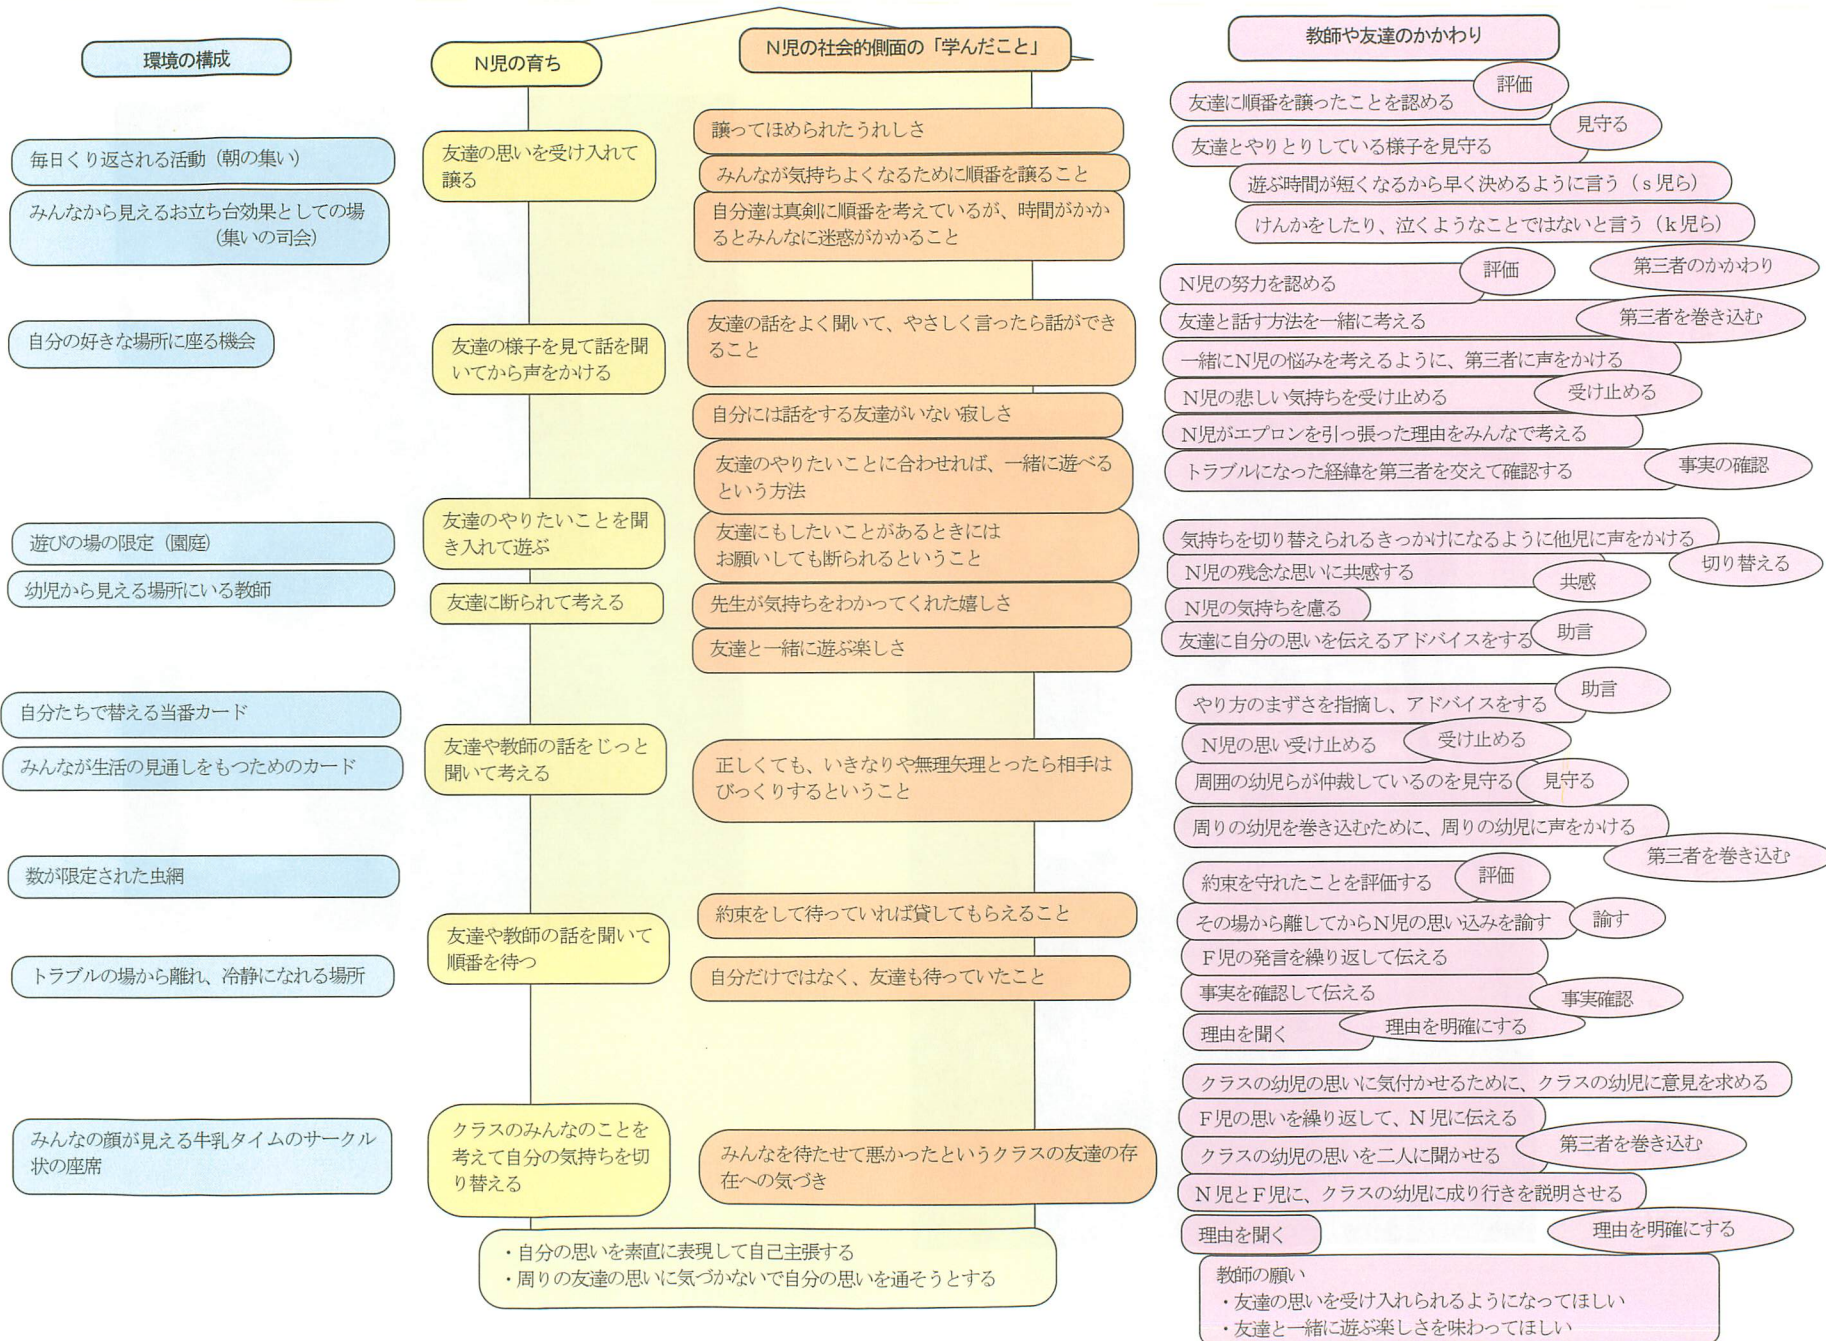 環境の構成
毎日くり返される活動（朝の集い）
みんなから見えるお立ち台効果としての場
（集いの司会）
自分の好きな場所に座る機会
遊びの場の限定（園庭）
幼児から見える場所にいる教師
自分たちで替える当番カード
みんなが生活の見通しをもつためのカード
数が限定された虫網
トラブルの場から離れ、冷静になれる場所
みんなの顔が見える牛乳タイムのサークル
状の座席
Ｎ児の育ち
友達の思いを受け入れて
譲る
友達の様子を見て話を聞
いてから声をかける
友達のやりたいことを聞
き入れて遊ぶ
友達に断られて考える
友達や教師の話をじっと
聞いて考える
友達や教師の話を聞いて
順番を待つ
クラスのみんなのことを
考えて自分の気持ちを切
り替える
Ｎ児の社会的側面の「学んだこと」
譲ってほめられたうれしさ
みんなが気持ちよくなるために順番を譲ること
自分達は真剣に順番を考えているが、時間がかか
るとみんなに迷惑がかかること
友達の話をよく聞いて、やさしく言ったら話ができ
ること
自分には話をする友達がいない寂しさ
友達のやりたいことに合わせれば、一緒に遊べる
という方法
友達にもしたいことがあるときには
お願いしても断られるということ
先生が気持ちをわかってくれた嬉しさ
友達と一緒に遊ぶ楽しさ
正しくても、いきなりや無理矢理とったら相手は
びっくりするということ
約束をして待っていれば貸してもらえること
自分だけではなく、友達も待っていたこと
みんなを待たせて悪かったというクラスの友達の存
在への気づき
・自分の思いを素直に表現して自己主張する
・周りの友達の思いに気づかないで自分の思いを通そうとする
教師や友達のかかわり
友達に順番を譲ったことを認める
評価
友達とやりとりしている様子を見守る
見守る
遊ぶ時間が短くなるから早く決めるように言う（ｓ児ら）
けんかをしたり、泣くようなことではないと言う（ｋ児ら）
Ｎ児の努力を認める
評価
第三者のかかわり
友達と話す方法を一緒に考える
第三者を巻き込む
一緒にＮ児の悩みを考えるように、第三者に声をかける
Ｎ児の悲しい気持ちを受け止める
受け止める
Ｎ児がエプロンを引っ張った理由をみんなで考える
トラブルになった経緯を第三者を交えて確認する
事実の確認
気持ちを切り替えられるきっかけになるように他児に声をかける
切り替える
Ｎ児の残念な思いに共感する
共感
Ｎ児の気持ちを慮る
友達に自分の思いを伝えるアドバイスをする
助言
やり方のまずさを指摘し、アドバイスをする
助言
Ｎ児の思い受け止める
受け止める
周囲の幼児らが仲裁しているのを見守る
見守る
周りの幼児を巻き込むために、周りの幼児に声をかける
第三者を巻き込む
約束を守れたことを評価する
評価
その場から離してからＮ児の思い込みを諭す
諭す
Ｆ児の発言を繰り返して伝える
事実を確認して伝える
事実確認
理由を聞く
理由を明確にする
クラスの幼児の思いに気付かせるために、クラスの幼児に意見を求める
Ｆ児の思いを繰り返して、Ｎ児に伝える
クラスの幼児の思いを二人に聞かせる
第三者を巻き込む
Ｎ児とＦ児に、クラスの幼児に成り行きを説明させる
理由を聞く
理由を明確にする
教師の願い
・友達の思いを受け入れられるようになってほしい
・友達と一緒に遊ぶ楽しさを味わってほしい